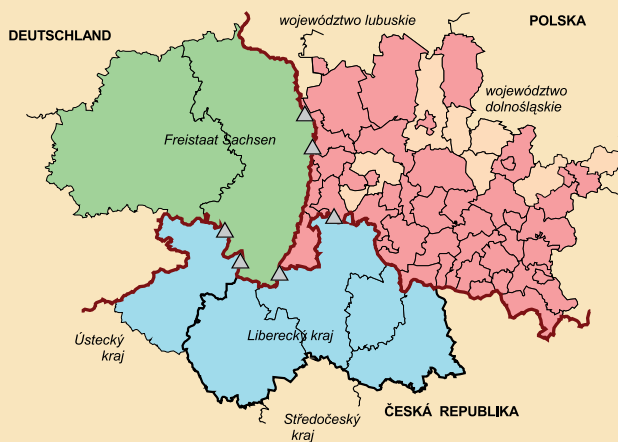 województwo lubuskie
POLSKA
DEUTSCHLAND
województwo
dolnośląskie
Freistaat Sachsen
Ústecký
kraj
Liberecký kraj
Středočeský
kraj
ČESKÁ REPUBLIKA